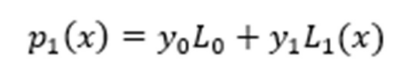 p₁(x) = y₀L₀ + y₁L₁(x)